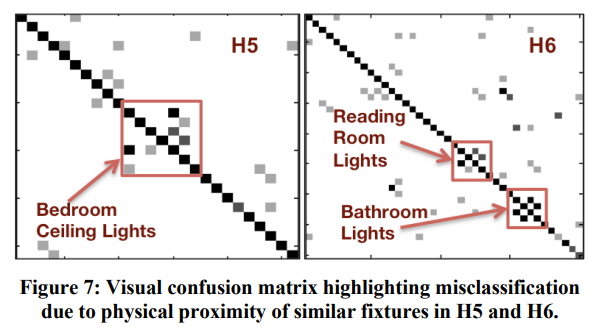 H5
H6
Reading
Room
Lights
Bedroom
Ceiling Lights
Bathroom
Lights
Figure 7: Visual confusion matrix highlighting misclassification
due to physical proximity of similar fixtures in H5 and H6.